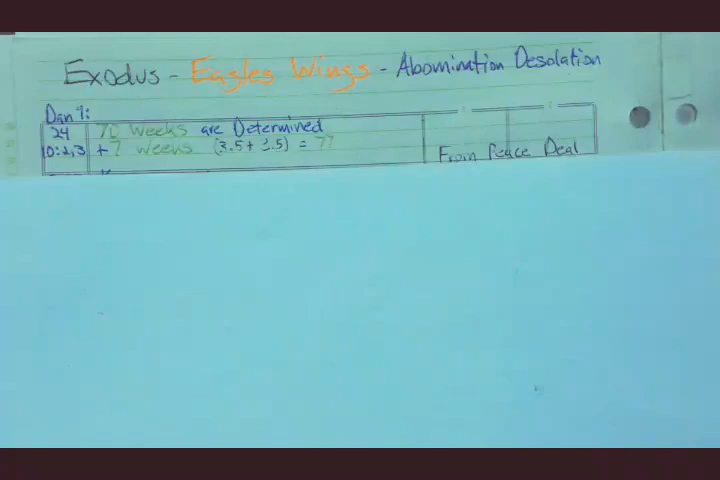 Exodus - Eagles Wings - Abomination Desolation
Dan 9:
24 70 weeks are Determined
10:2,3 + 7 weeks (3.5 + 3.5) = 77
From Peace Deal